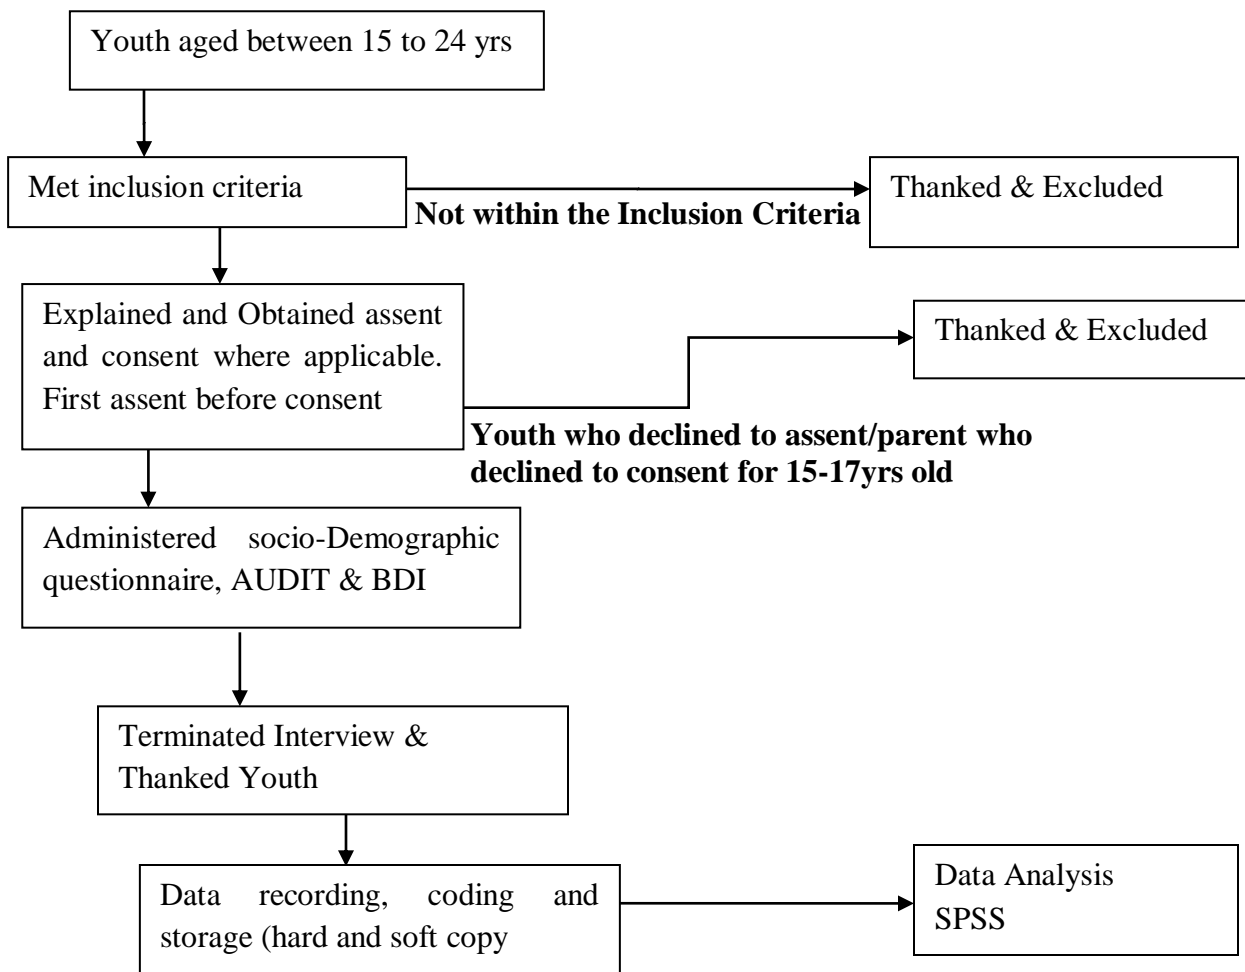 Youth aged between 15 to 24 yrs
Met inclusion criteria
Thanked & Excluded
Not within the Inclusion Criteria
Explained and Obtained assent
and consent where applicable.
First assent before consent
Thanked & Excluded
Youth who declined to assent/parent who
declined to consent for 15-17yrs old
Administered socio-Demographic
questionnaire, AUDIT & BDI
Terminated Interview &
Thanked Youth
Data recording, coding and
storage (hard and soft copy
Data Analysis
SPSS